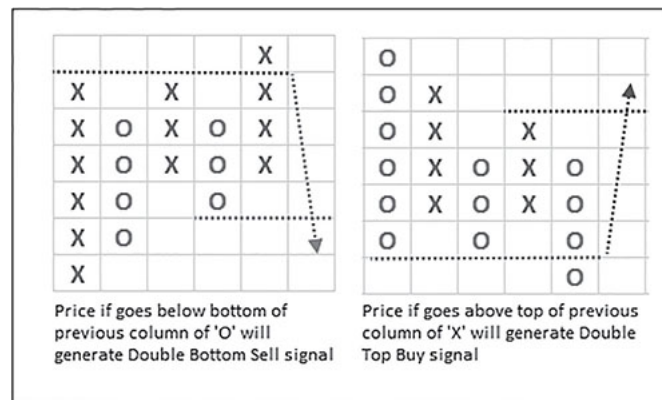 X
X X X
X O X O X
X O X O X
X O O
X O
X
Price if goes below bottom of
previous column of 'O' will
generate Double Bottom Sell signal
O
O X
O X X
O X O X O
O X O X O
O O O
O
Price if goes above top of previous
column of 'X' will generate Double
Top Buy signal